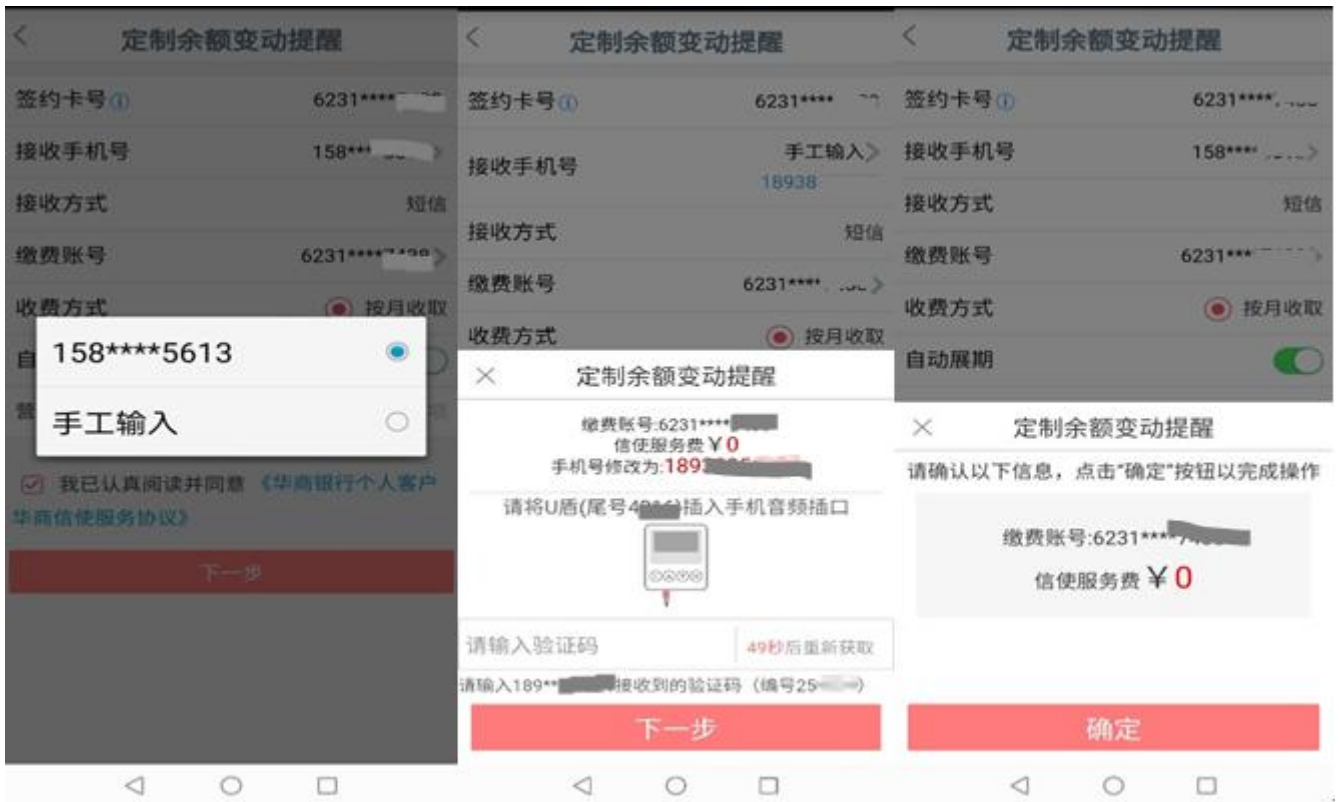 定制余额变动提醒
签约卡号
6231****
接收手机号
158***
接收方式
短信
缴费账号
6231****
收费方式
按月收取
158****5613
手工输入
自
营
我已认真阅读并同意《华商银行个人客户
华商信使服务协议》
下一步
定制余额变动提醒
签约卡号
6231****
接收手机号
手工输入
18938
接收方式
短信
缴费账号
6231****
收费方式
按月收取
定制余额变动提醒
缴费账号:6231****
信使服务费¥0
手机号修改为:189
请将U盾(尾号4 )插入手机音频插口
请输入验证码
49秒后重新获取
请输入189** 接收到的验证码（编号25 ）
下一步
定制余额变动提醒
签约卡号
6231****
接收手机号
158****
接收方式
短信
缴费账号
6231***
收费方式
按月收取
自动展期
定制余额变动提醒
请确认以下信息，点击"确定"按钮以完成操作
缴费账号:6231****
信使服务费¥0
确定